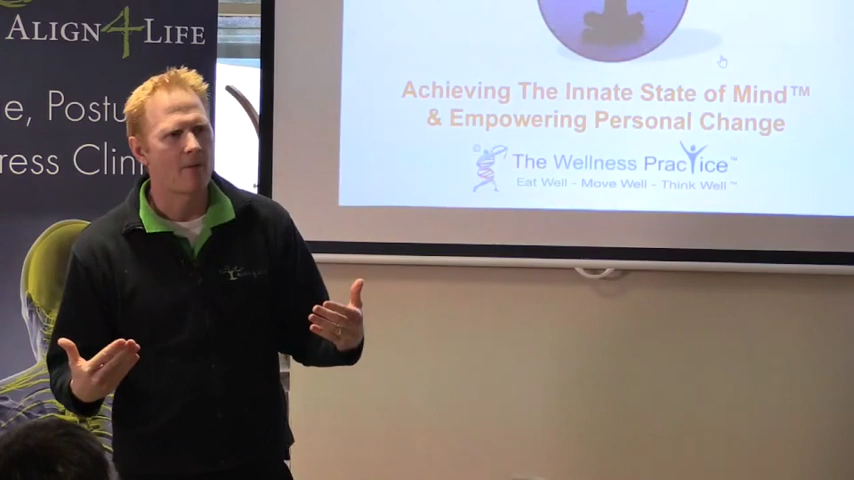 ALIGN4LIFE
e, Postu
ress Clini
Achieving The Innate State of Mind™
& Empowering Personal Change
© The Wellness Practice™
Eat Well - Move Well - Think Well™